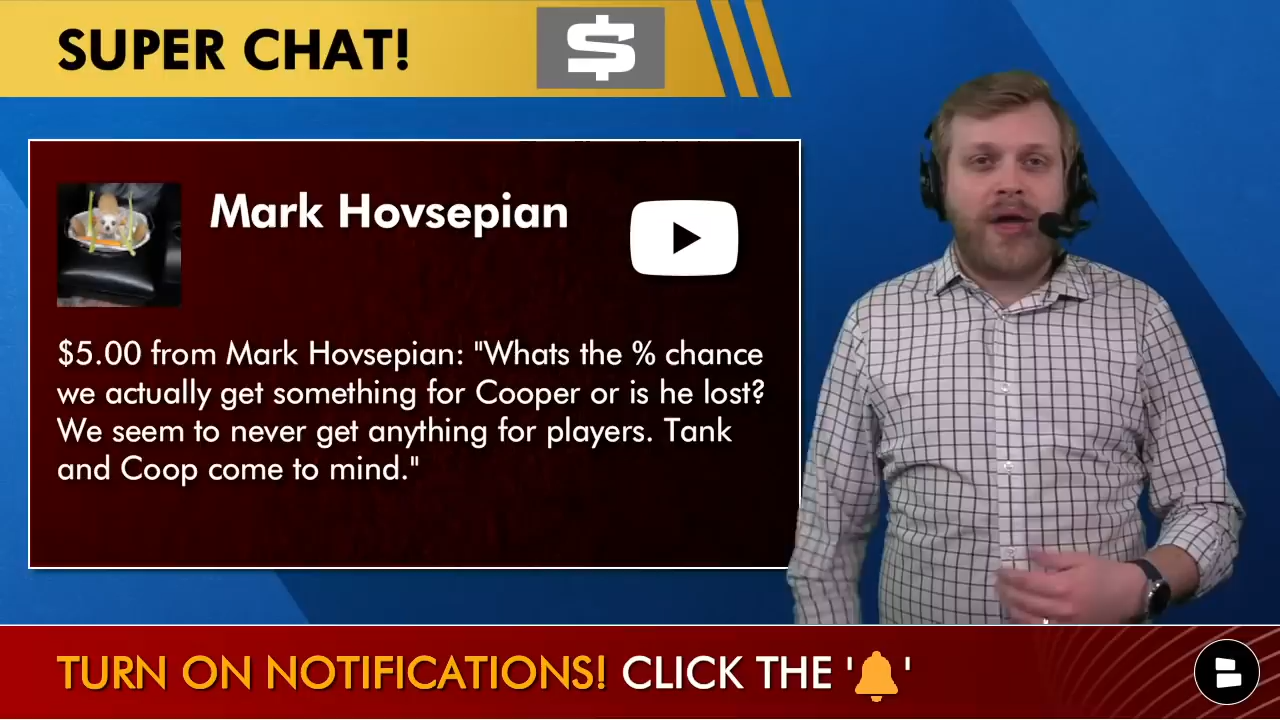 SUPER CHAT!
$
Mark Hovsepian
$5.00 from Mark Hovsepian: "Whats the % chance
we actually get something for Cooper or is he lost?
We seem to never get anything for players. Tank
and Coop come to mind."
TURN ON NOTIFICATIONS! CLICK THE '🔔'